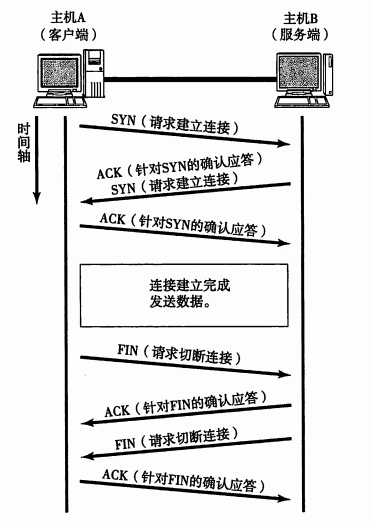 主机A
（客户端）
主机B
（服务端）
时间轴
SYN（请求建立连接）
ACK（针对SYN的确认应答）
SYN（请求建立连接）
ACK（针对SYN的确认应答）
连接建立完成
发送数据。
FIN（请求切断连接）
ACK（针对FIN的确认应答）
FIN（请求切断连接）
ACK（针对FIN的确认应答）